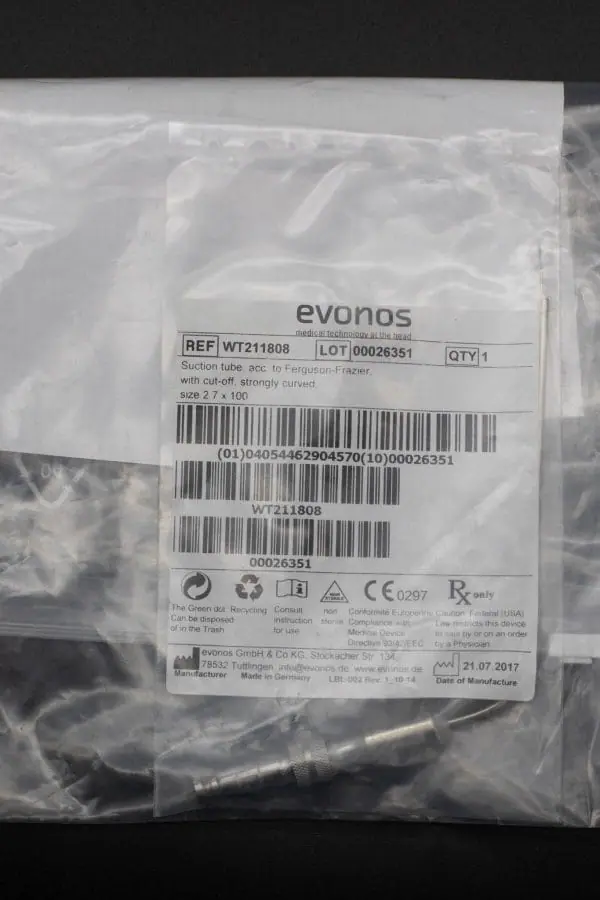 evonos
medical technology at the head
REF WT211808 LOT 00026351 QTY 1
Suction tube, acc. to Ferguson-Frazier,
with cut-off, strongly curved,
size 2.7 x 100
(01)04054462904570(10)00026351
WT211808
00026351
NON STERILE CE 0297 Rx only
The Green dot. Recycling Consult non Conformité Européenne Caution: Federal (USA)
Can be disposed instruction sterile Compliance with Law restricts this device
of in the Trash for use Medical Device to sale by or on an order
Directive 93/42/EEC by a Physician
evonos GmbH & Co KG. Stockacher Str. 134,
78532 Tuttlingen, info@evonos.de, www.evonos.de 21.07.2017
Manufacturer Made in Germany LBL-002 Rev. 1_10-14 Date of Manufacture